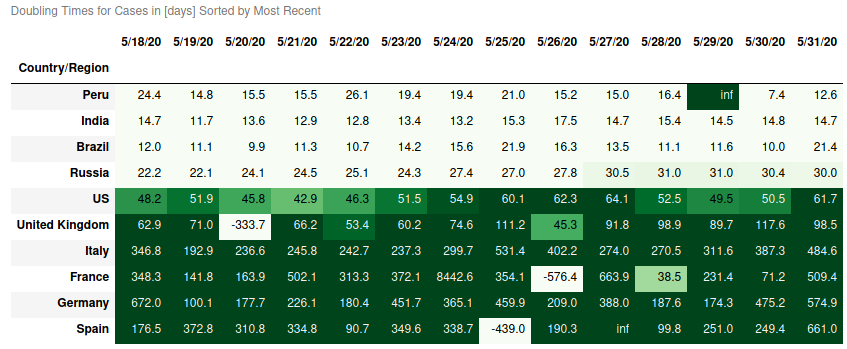 Doubling Times for Cases in [days] Sorted by Most Recent
5/18/20 5/19/20 5/20/20 5/21/20 5/22/20 5/23/20 5/24/20 5/25/20 5/26/20 5/27/20 5/28/20 5/29/20 5/30/20 5/31/20
Country/Region
Peru 24.4 14.8 15.5 15.5 26.1 19.4 19.4 21.0 15.2 15.0 16.4 inf 7.4 12.6
India 14.7 11.7 13.6 12.9 12.8 13.4 13.2 15.3 17.5 14.7 15.4 14.5 14.8 14.7
Brazil 12.0 11.1 9.9 11.3 10.7 14.2 15.6 21.9 16.3 13.5 11.1 11.6 10.0 21.4
Russia 22.2 22.1 24.1 24.5 25.1 24.3 27.4 27.0 27.8 30.5 31.0 31.0 30.4 30.0
US 48.2 51.9 45.8 42.9 46.3 51.5 54.9 60.1 62.3 64.1 52.5 49.5 50.5 61.7
United Kingdom 62.9 71.0 -333.7 66.2 53.4 60.2 74.6 111.2 45.3 91.8 98.9 89.7 117.6 98.5
Italy 346.8 192.9 236.6 245.8 242.7 237.3 299.7 531.4 402.2 274.0 270.5 311.6 387.3 484.6
France 348.3 141.8 163.9 502.1 313.3 372.1 8442.6 354.1 -576.4 663.9 38.5 231.4 71.2 509.4
Germany 672.0 100.1 177.7 226.1 180.4 451.7 365.1 459.9 209.0 388.0 187.6 174.3 475.2 574.9
Spain 176.5 372.8 310.8 334.8 90.7 349.6 338.7 -439.0 190.3 inf 99.8 251.0 249.4 661.0